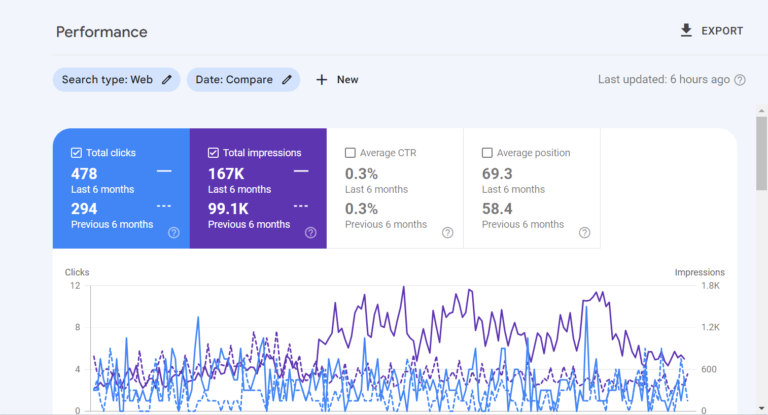 Performance
EXPORT
Search type: Web
Date: Compare
+ New
Last updated: 6 hours ago
Total clicks
478
Last 6 months
294
Previous 6 months
Total impressions
167K
Last 6 months
99.1K
Previous 6 months
Average CTR
0.3%
Last 6 months
0.3%
Previous 6 months
Average position
69.3
Last 6 months
58.4
Previous 6 months
Clicks
Impressions
12
1.8K
8
1.2K
4
600
0
0